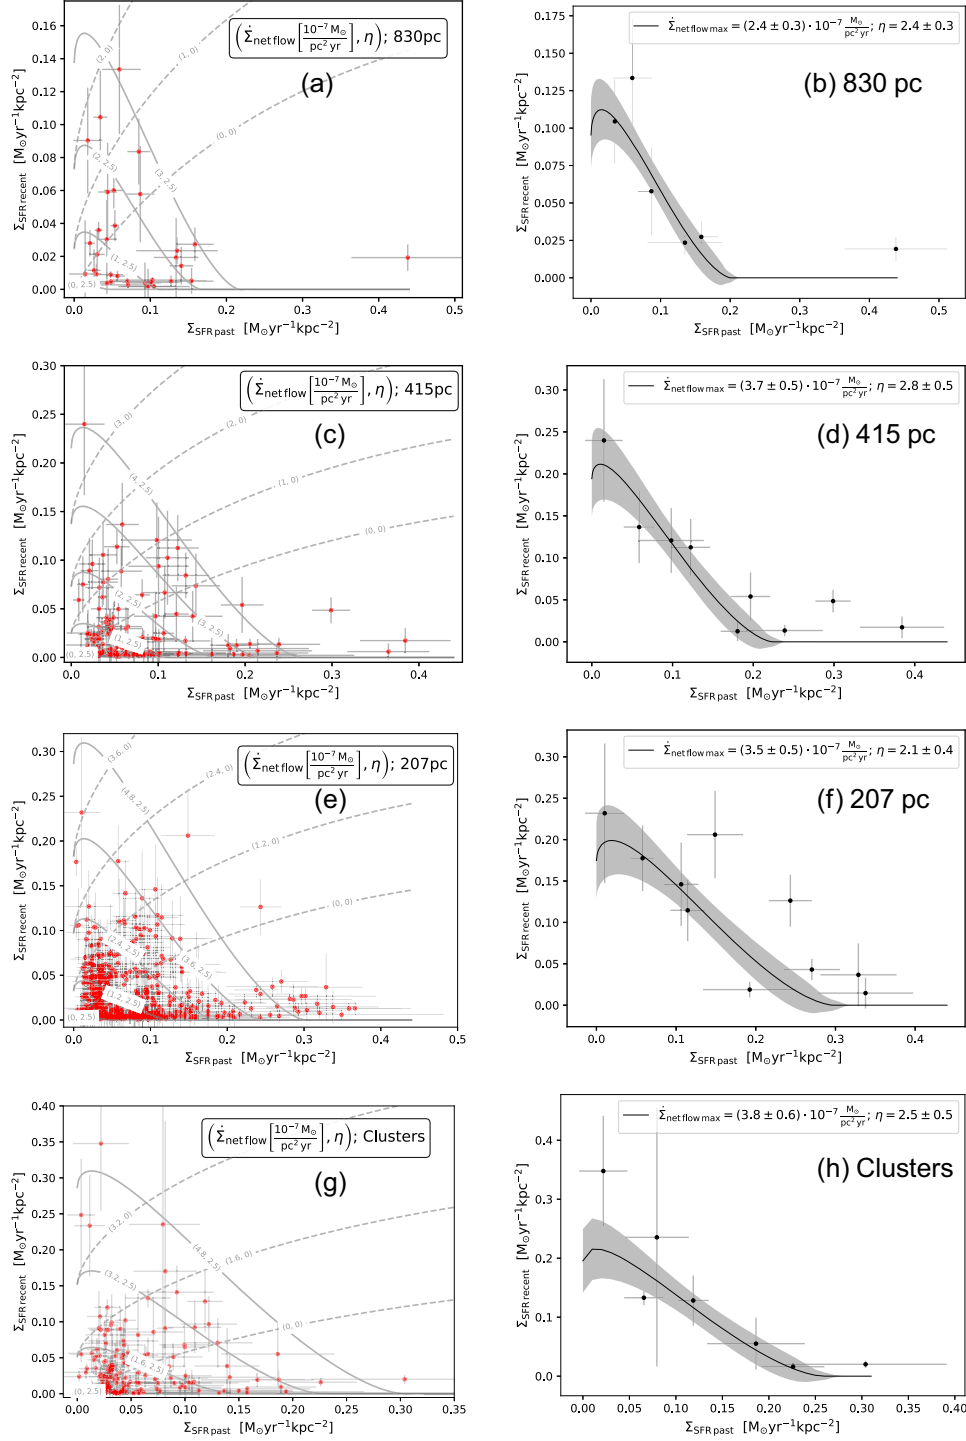 (Σ̇_net flow [10⁻⁷ M⊙ / pc² yr], η); 830pc
(a)
(2, 0)
(1, 0)
(0, 0)
(2, 2.5)
(3, 2.5)
(1, 2.5)
(0, 2.5)
0.16
0.14
0.12
0.10
0.08
0.06
0.04
0.02
0.00
Σ_SFR recent [M⊙yr⁻¹kpc⁻²]
0.0 0.1 0.2 0.3 0.4 0.5
Σ_SFR past [M⊙yr⁻¹kpc⁻²]
Σ̇_net flow max = (2.4 ± 0.3) · 10⁻⁷ M⊙ / pc² yr; η = 2.4 ± 0.3
(b) 830 pc
0.175
0.150
0.125
0.100
0.075
0.050
0.025
0.000
Σ_SFR recent [M⊙yr⁻¹kpc⁻²]
0.0 0.1 0.2 0.3 0.4 0.5
Σ_SFR past [M⊙yr⁻¹kpc⁻²]
(Σ̇_net flow [10⁻⁷ M⊙ / pc² yr], η); 415pc
(c)
(3, 0)
(2, 0)
(1, 0)
(0, 0)
(4, 2.5)
(2, 2.5)
(3, 2.5)
(1, 2.5)
(0, 2.5)
0.30
0.25
0.20
0.15
0.10
0.05
0.00
Σ_SFR recent [M⊙yr⁻¹kpc⁻²]
0.0 0.1 0.2 0.3 0.4
Σ_SFR past [M⊙yr⁻¹kpc⁻²]
Σ̇_net flow max = (3.7 ± 0.5) · 10⁻⁷ M⊙ / pc² yr; η = 2.8 ± 0.5
(d) 415 pc
0.30
0.25
0.20
0.15
0.10
0.05
0.00
Σ_SFR recent [M⊙yr⁻¹kpc⁻²]
0.0 0.1 0.2 0.3 0.4
Σ_SFR past [M⊙yr⁻¹kpc⁻²]
(Σ̇_net flow [10⁻⁷ M⊙ / pc² yr], η); 207pc
(e)
(3.6, 0)
(2.4, 0)
(1.2, 0)
(0, 0)
(4.8, 2.5)
(2.4, 2.5)
(3.6, 2.5)
(1.2, 2.5)
(0, 2.5)
0.30
0.25
0.20
0.15
0.10
0.05
0.00
Σ_SFR recent [M⊙yr⁻¹kpc⁻²]
0.0 0.1 0.2 0.3 0.4 0.5
Σ_SFR past [M⊙yr⁻¹kpc⁻²]
Σ̇_net flow max = (3.5 ± 0.5) · 10⁻⁷ M⊙ / pc² yr; η = 2.1 ± 0.4
(f) 207 pc
0.30
0.25
0.20
0.15
0.10
0.05
0.00
Σ_SFR recent [M⊙yr⁻¹kpc⁻²]
0.0 0.1 0.2 0.3 0.4
Σ_SFR past [M⊙yr⁻¹kpc⁻²]
(Σ̇_net flow [10⁻⁷ M⊙ / pc² yr], η); Clusters
(g)
(3.2, 0)
(1.6, 0)
(0, 0)
(4.8, 2.5)
(3.2, 2.5)
(1.6, 2.5)
(0, 2.5)
0.40
0.35
0.30
0.25
0.20
0.15
0.10
0.05
0.00
Σ_SFR recent [M⊙yr⁻¹kpc⁻²]
0.00 0.05 0.10 0.15 0.20 0.25 0.30 0.35
Σ_SFR past [M⊙yr⁻¹kpc⁻²]
Σ̇_net flow max = (3.8 ± 0.6) · 10⁻⁷ M⊙ / pc² yr; η = 2.5 ± 0.5
(h) Clusters
0.4
0.3
0.2
0.1
0.0
Σ_SFR recent [M⊙yr⁻¹kpc⁻²]
0.00 0.05 0.10 0.15 0.20 0.25 0.30 0.35 0.40
Σ_SFR past [M⊙yr⁻¹kpc⁻²]